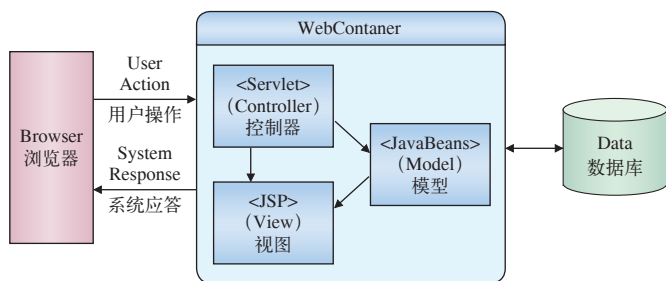 WebContaner
Browser
浏览器
User
Action
用户操作
System
Response
系统应答
<Servlet>
（Controller）
控制器
<JavaBeans>
（Model）
模型
<JSP>
（View）
视图
Data
数据库